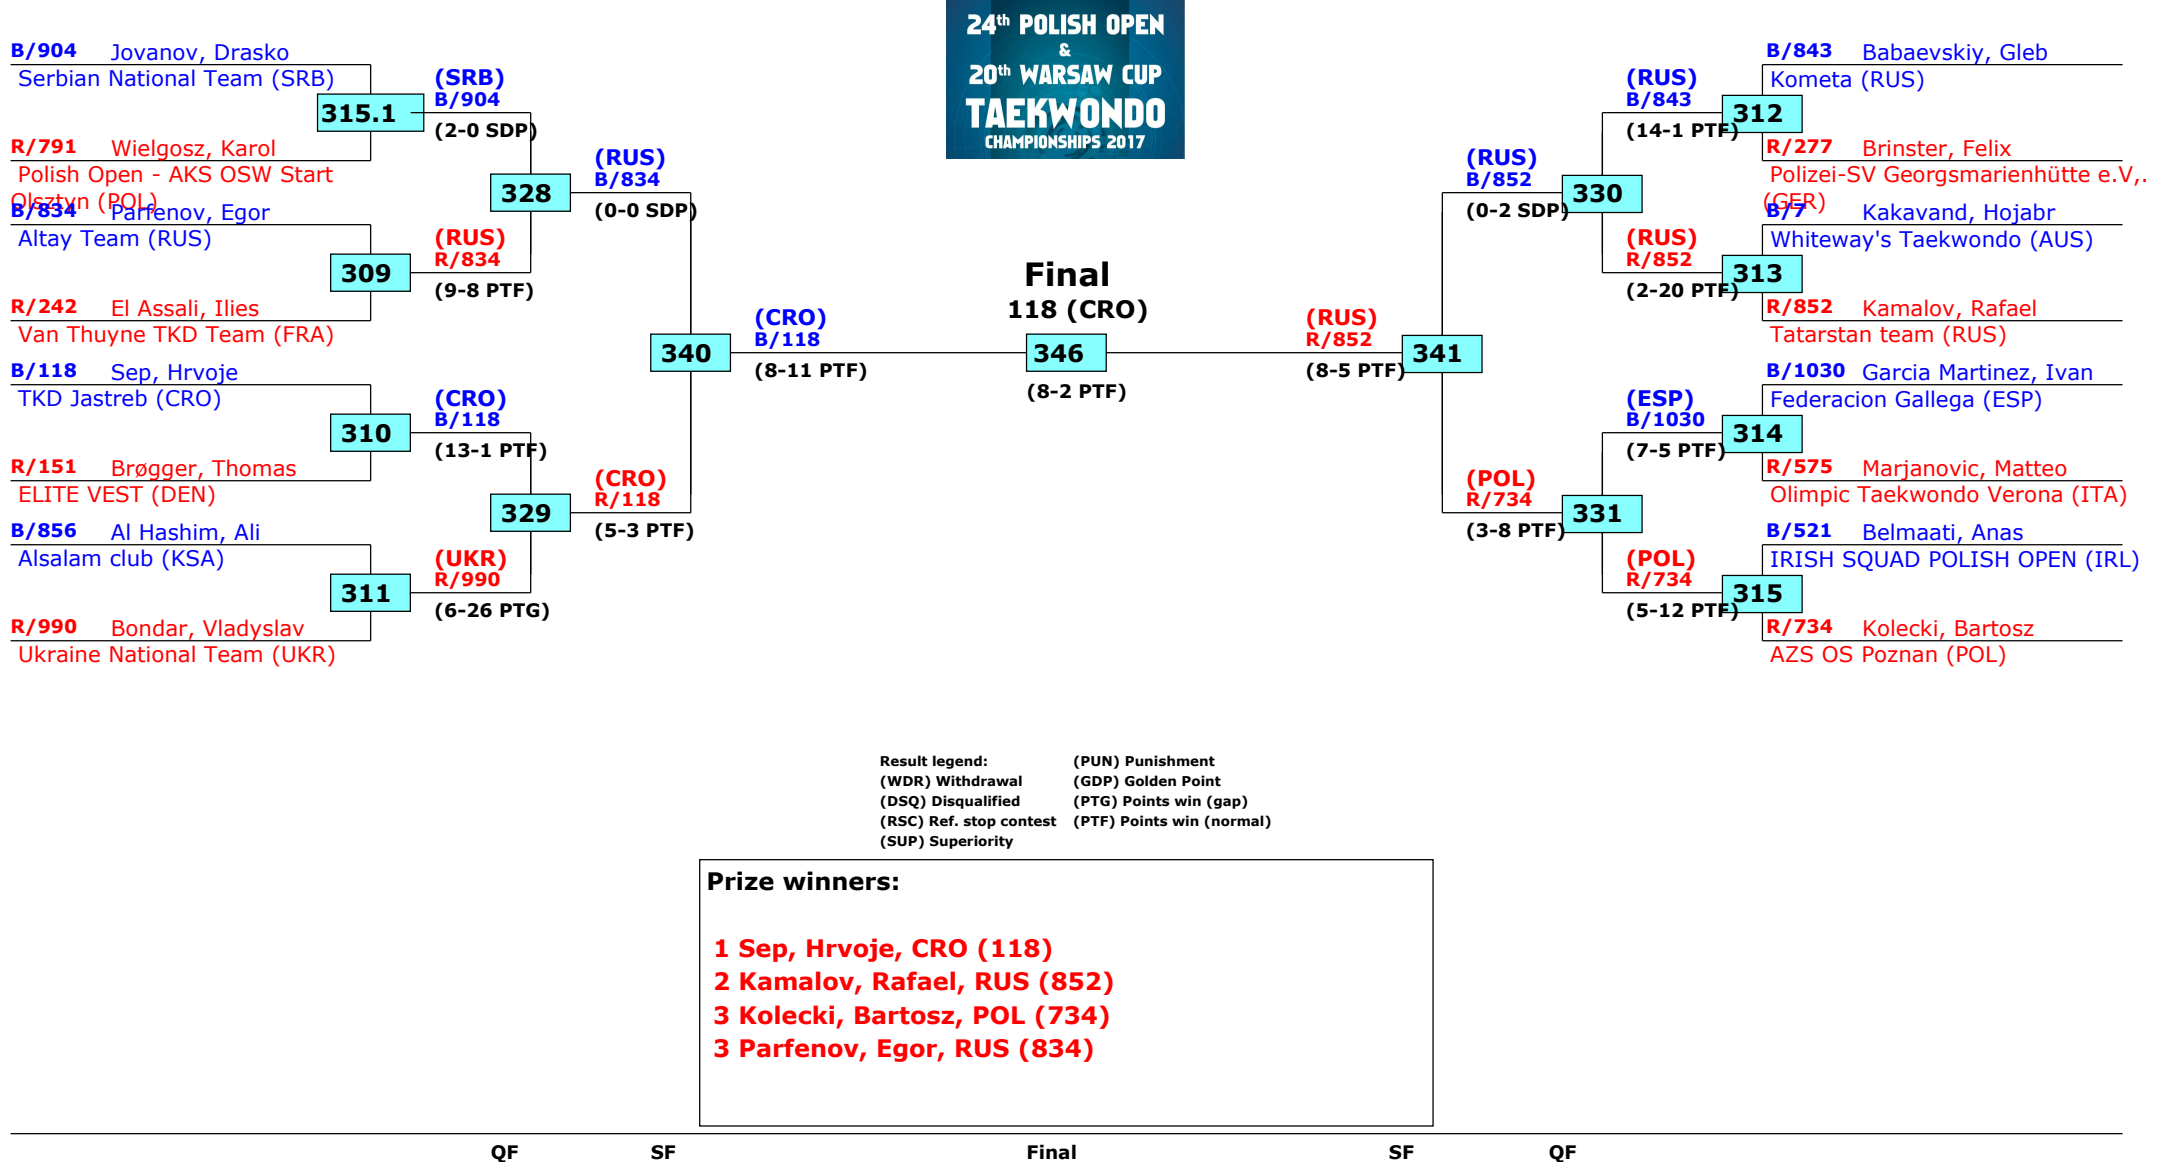 24th POLISH OPEN
&
20th WARSAW CUP
TAEKWONDO
CHAMPIONSHIPS 2017
B/904 Jovanov, Drasko
Serbian National Team (SRB)
315.1
R/791 Wielgosz, Karol
Polish Open - AKS OSW Start
Olsztyn (POL)
B/834 Parfenov, Egor
Altay Team (RUS)
309
R/242 El Assali, Ilies
Van Thuyne TKD Team (FRA)
B/118 Sep, Hrvoje
TKD Jastreb (CRO)
310
R/151 Brøgger, Thomas
ELITE VEST (DEN)
B/856 Al Hashim, Ali
Alsalam club (KSA)
311
R/990 Bondar, Vladyslav
Ukraine National Team (UKR)
(SRB)
B/904
(2-0 SDP)
328
(RUS)
R/834
(9-8 PTF)
(CRO)
B/118
(13-1 PTF)
329
(UKR)
R/990
(6-26 PTG)
(RUS)
B/834
(0-0 SDP)
340
(CRO)
R/118
(5-3 PTF)
(CRO)
B/118
(8-11 PTF)
Final
118 (CRO)
346
(8-2 PTF)
(RUS)
R/852
(8-5 PTF)
341
(RUS)
B/852
(0-2 SDP)
330
(POL)
R/734
(3-8 PTF)
331
(RUS)
B/843
(14-1 PTF)
312
(RUS)
R/852
(2-20 PTF)
313
(ESP)
B/1030
(7-5 PTF)
314
(POL)
R/734
(5-12 PTF)
315
B/843 Babaevskiy, Gleb
Kometa (RUS)
R/277 Brinster, Felix
Polizei-SV Georgsmarienhütte e.V,.
(GER)
B/7 Kakavand, Hojabr
Whiteway's Taekwondo (AUS)
R/852 Kamalov, Rafael
Tatarstan team (RUS)
B/1030 Garcia Martinez, Ivan
Federacion Gallega (ESP)
R/575 Marjanovic, Matteo
Olimpic Taekwondo Verona (ITA)
B/521 Belmaati, Anas
IRISH SQUAD POLISH OPEN (IRL)
R/734 Kolecki, Bartosz
AZS OS Poznan (POL)
Result legend: (PUN) Punishment
(WDR) Withdrawal (GDP) Golden Point
(DSQ) Disqualified (PTG) Points win (gap)
(RSC) Ref. stop contest (PTF) Points win (normal)
(SUP) Superiority
Prize winners:
1 Sep, Hrvoje, CRO (118)
2 Kamalov, Rafael, RUS (852)
3 Kolecki, Bartosz, POL (734)
3 Parfenov, Egor, RUS (834)
QF SF Final SF QF